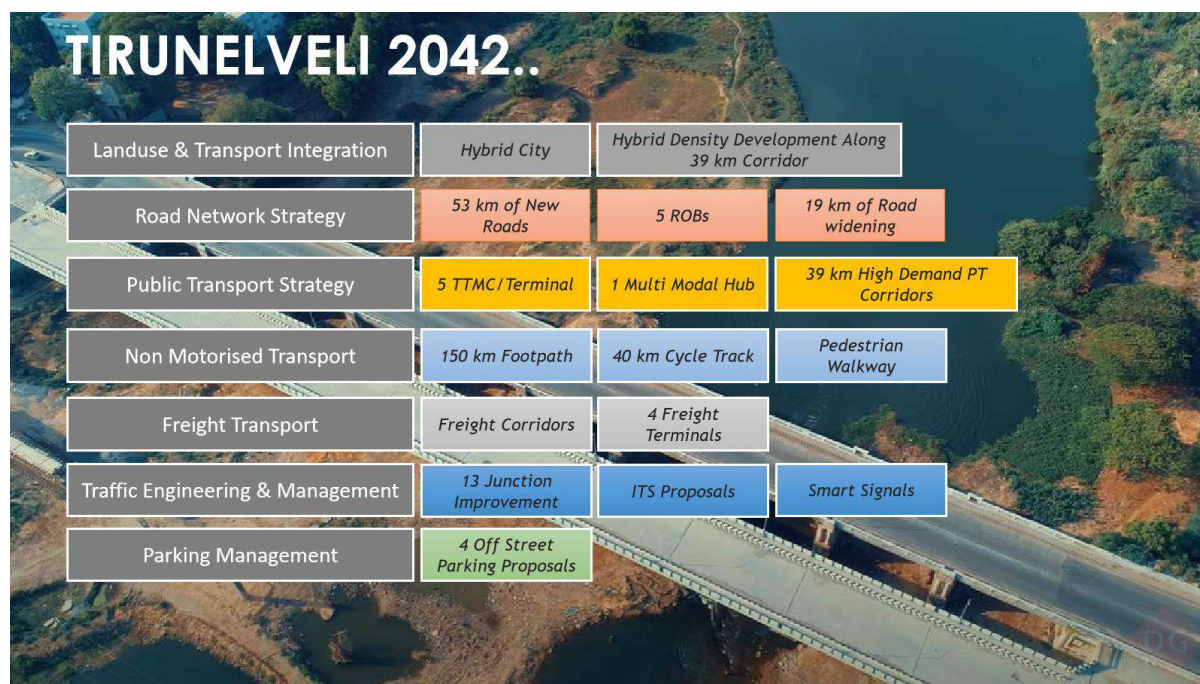 TIRUNELVELI 2042..
Landuse & Transport Integration
Hybrid City
Hybrid Density Development Along
39 km Corridor
Road Network Strategy
53 km of New
Roads
5 ROBs
19 km of Road
widening
Public Transport Strategy
5 TTMC/Terminal
1 Multi Modal Hub
39 km High Demand PT
Corridors
Non Motorised Transport
150 km Footpath
40 km Cycle Track
Pedestrian
Walkway
Freight Transport
Freight Corridors
4 Freight
Terminals
Traffic Engineering & Management
13 Junction
Improvement
ITS Proposals
Smart Signals
Parking Management
4 Off Street
Parking Proposals
DG